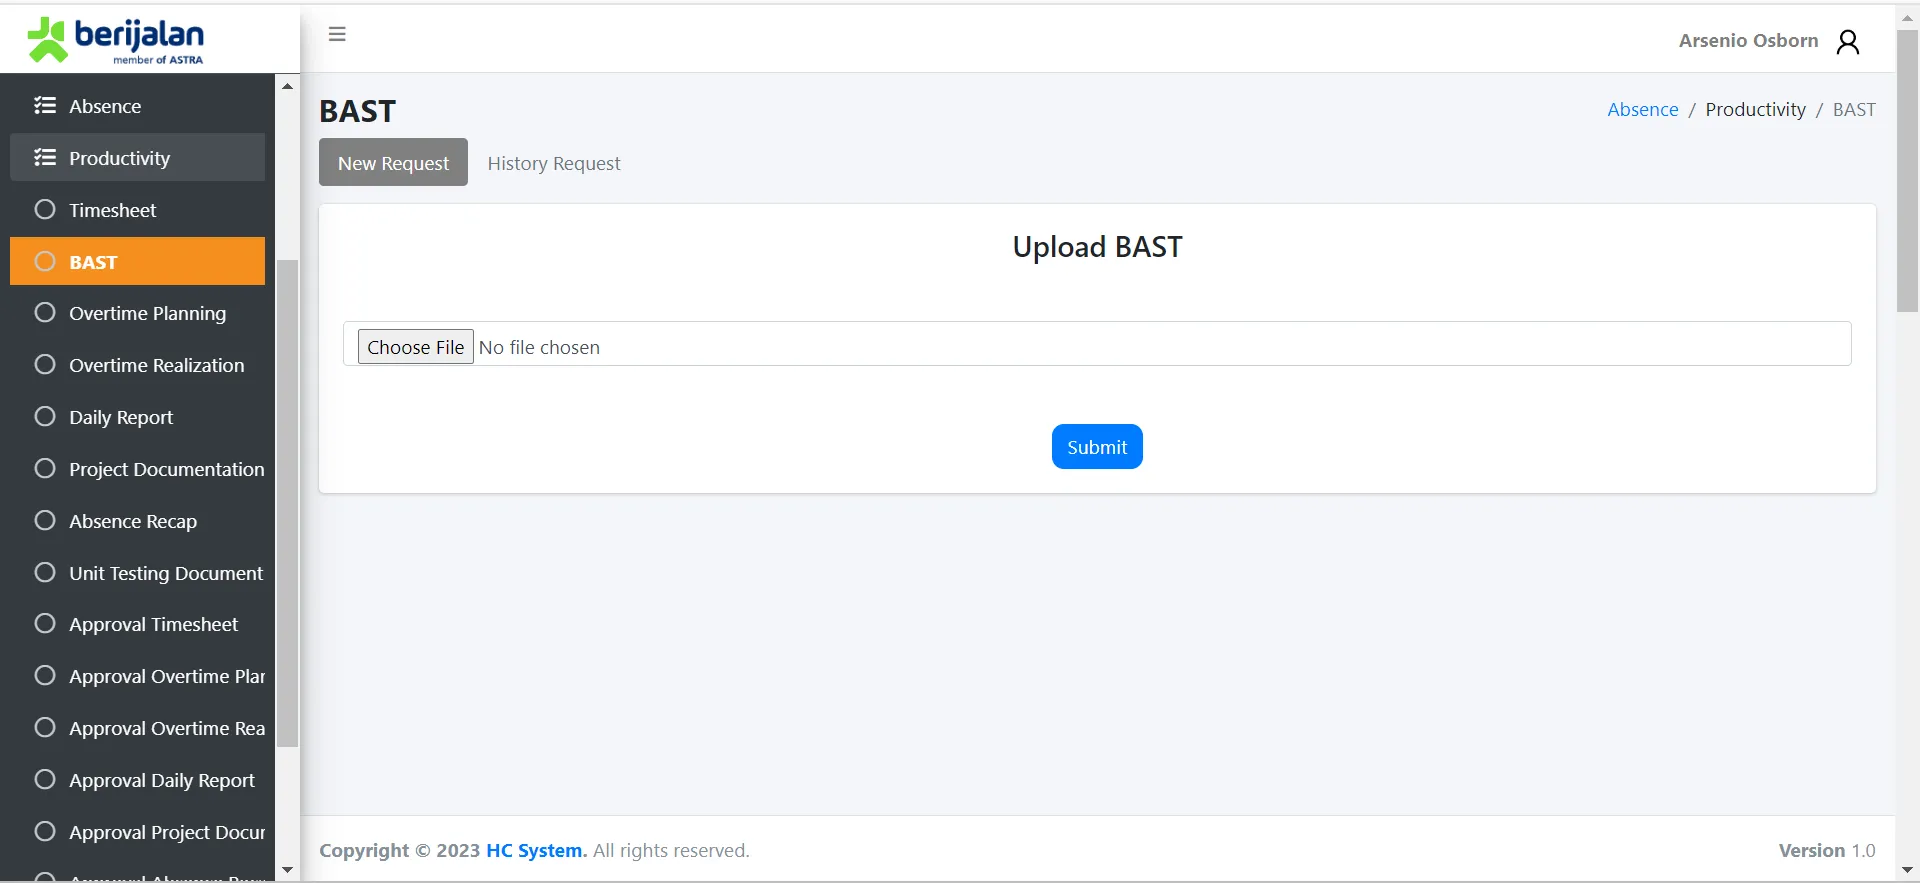 berijalan
member of ASTRA
Arsenio Osborn
Absence
Productivity
Timesheet
BAST
Overtime Planning
Overtime Realization
Daily Report
Project Documentation
Absence Recap
Unit Testing Document
Approval Timesheet
Approval Overtime Plan
Approval Overtime Rea
Approval Daily Report
Approval Project Docur
BAST
Absence / Productivity / BAST
New Request History Request
Upload BAST
Choose File No file chosen
Submit
Copyright © 2023 HC System. All rights reserved.
Version 1.0